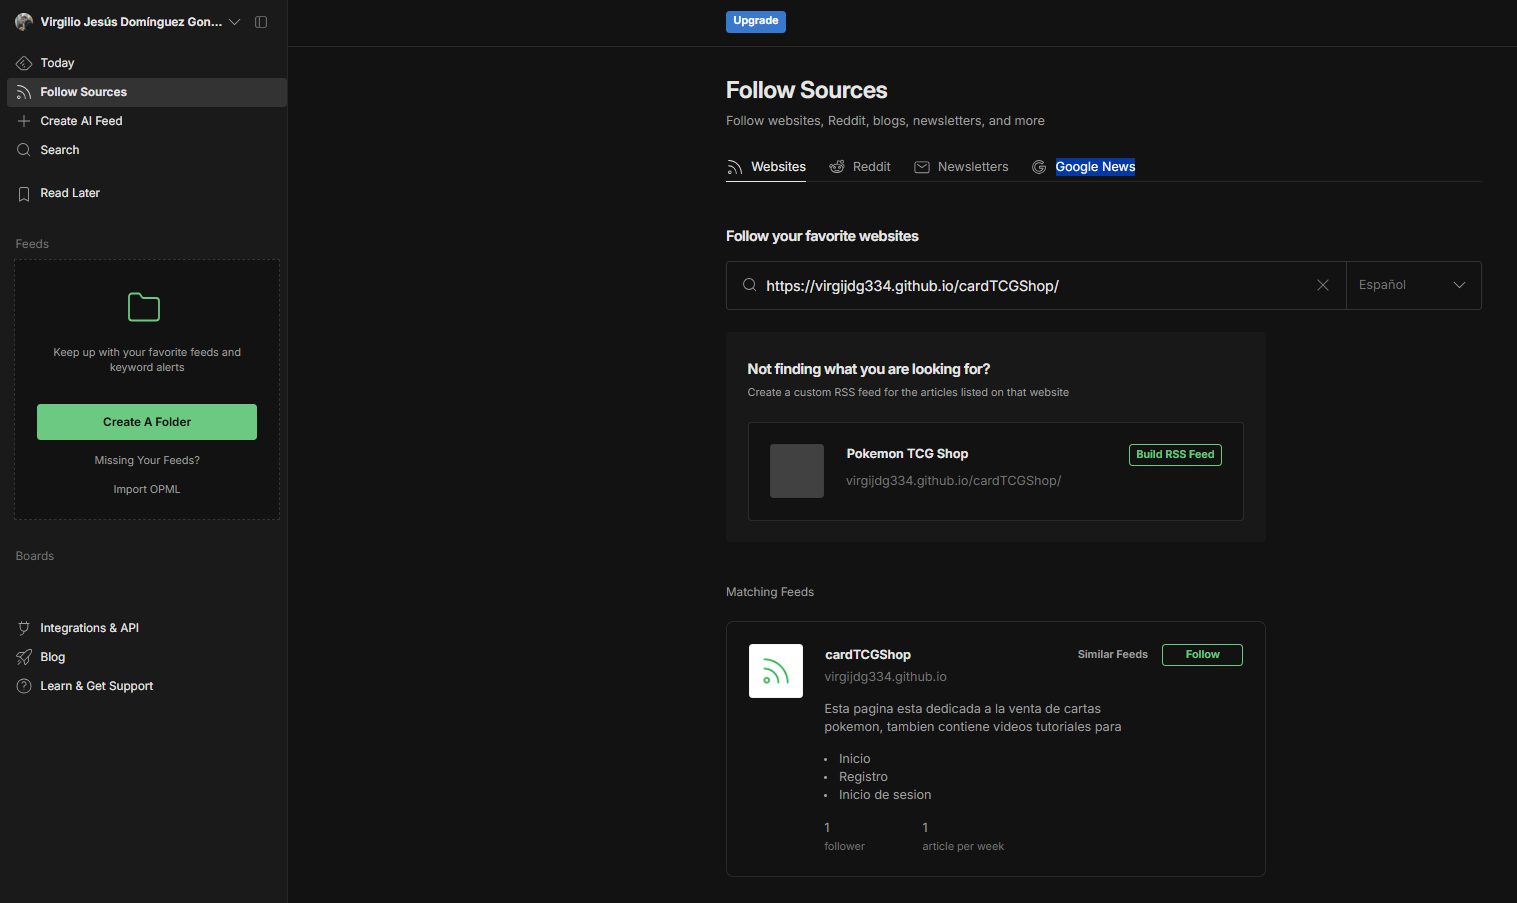 Virgilio Jesús Domínguez Gon...
Today
Follow Sources
Create AI Feed
Search
Read Later
Feeds
Keep up with your favorite feeds and
keyword alerts
Create A Folder
Missing Your Feeds?
Import OPML
Boards
Integrations & API
Blog
Learn & Get Support
Upgrade
Follow Sources
Follow websites, Reddit, blogs, newsletters, and more
Websites Reddit Newsletters Google News
Follow your favorite websites
https://virgijdg334.github.io/cardTCGShop/ Español
Not finding what you are looking for?
Create a custom RSS feed for the articles listed on that website
Pokemon TCG Shop Build RSS Feed
virgijdg334.github.io/cardTCGShop/
Matching Feeds
cardTCGShop Similar Feeds Follow
virgijdg334.github.io
Esta pagina esta dedicada a la venta de cartas
pokemon, tambien contiene videos tutoriales para
• Inicio
• Registro
• Inicio de sesion
1 1
follower article per week